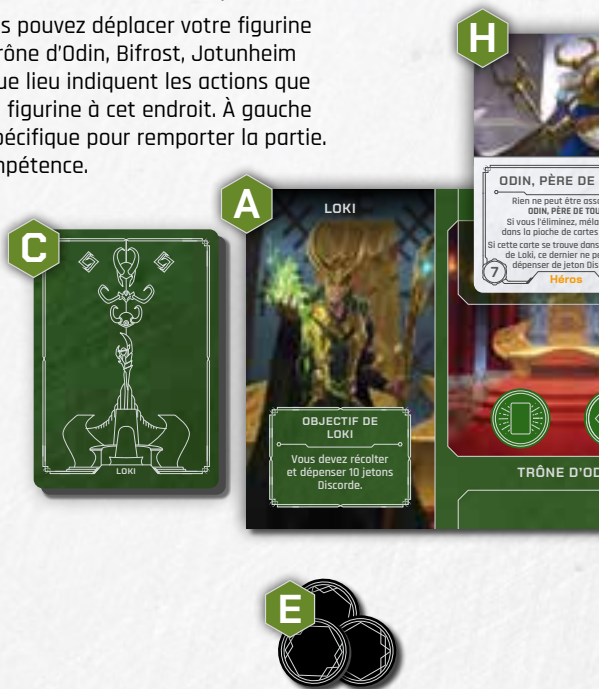 s pouvez déplacer votre figurine
rône d'Odin, Bifrost, Jotunheim
ue lieu indiquent les actions que
figurine à cet endroit. À gauche
pécifique pour remporter la partie.
mpétence.
H
ODIN, PÈRE DE
Rien ne peut être asso
ODIN, PÈRE DE TOU
Si vous l'éliminez, méla
dans la pioche de cartes
Si cette carte se trouve dans
de Loki, ce dernier ne pe
dépenser de jeton Dis
7
Héros
A
LOKI
OBJECTIF DE
LOKI
Vous devez récolter
et dépenser 10 jetons
Discorde.
TRÔNE D'OD
C
LOKI
E